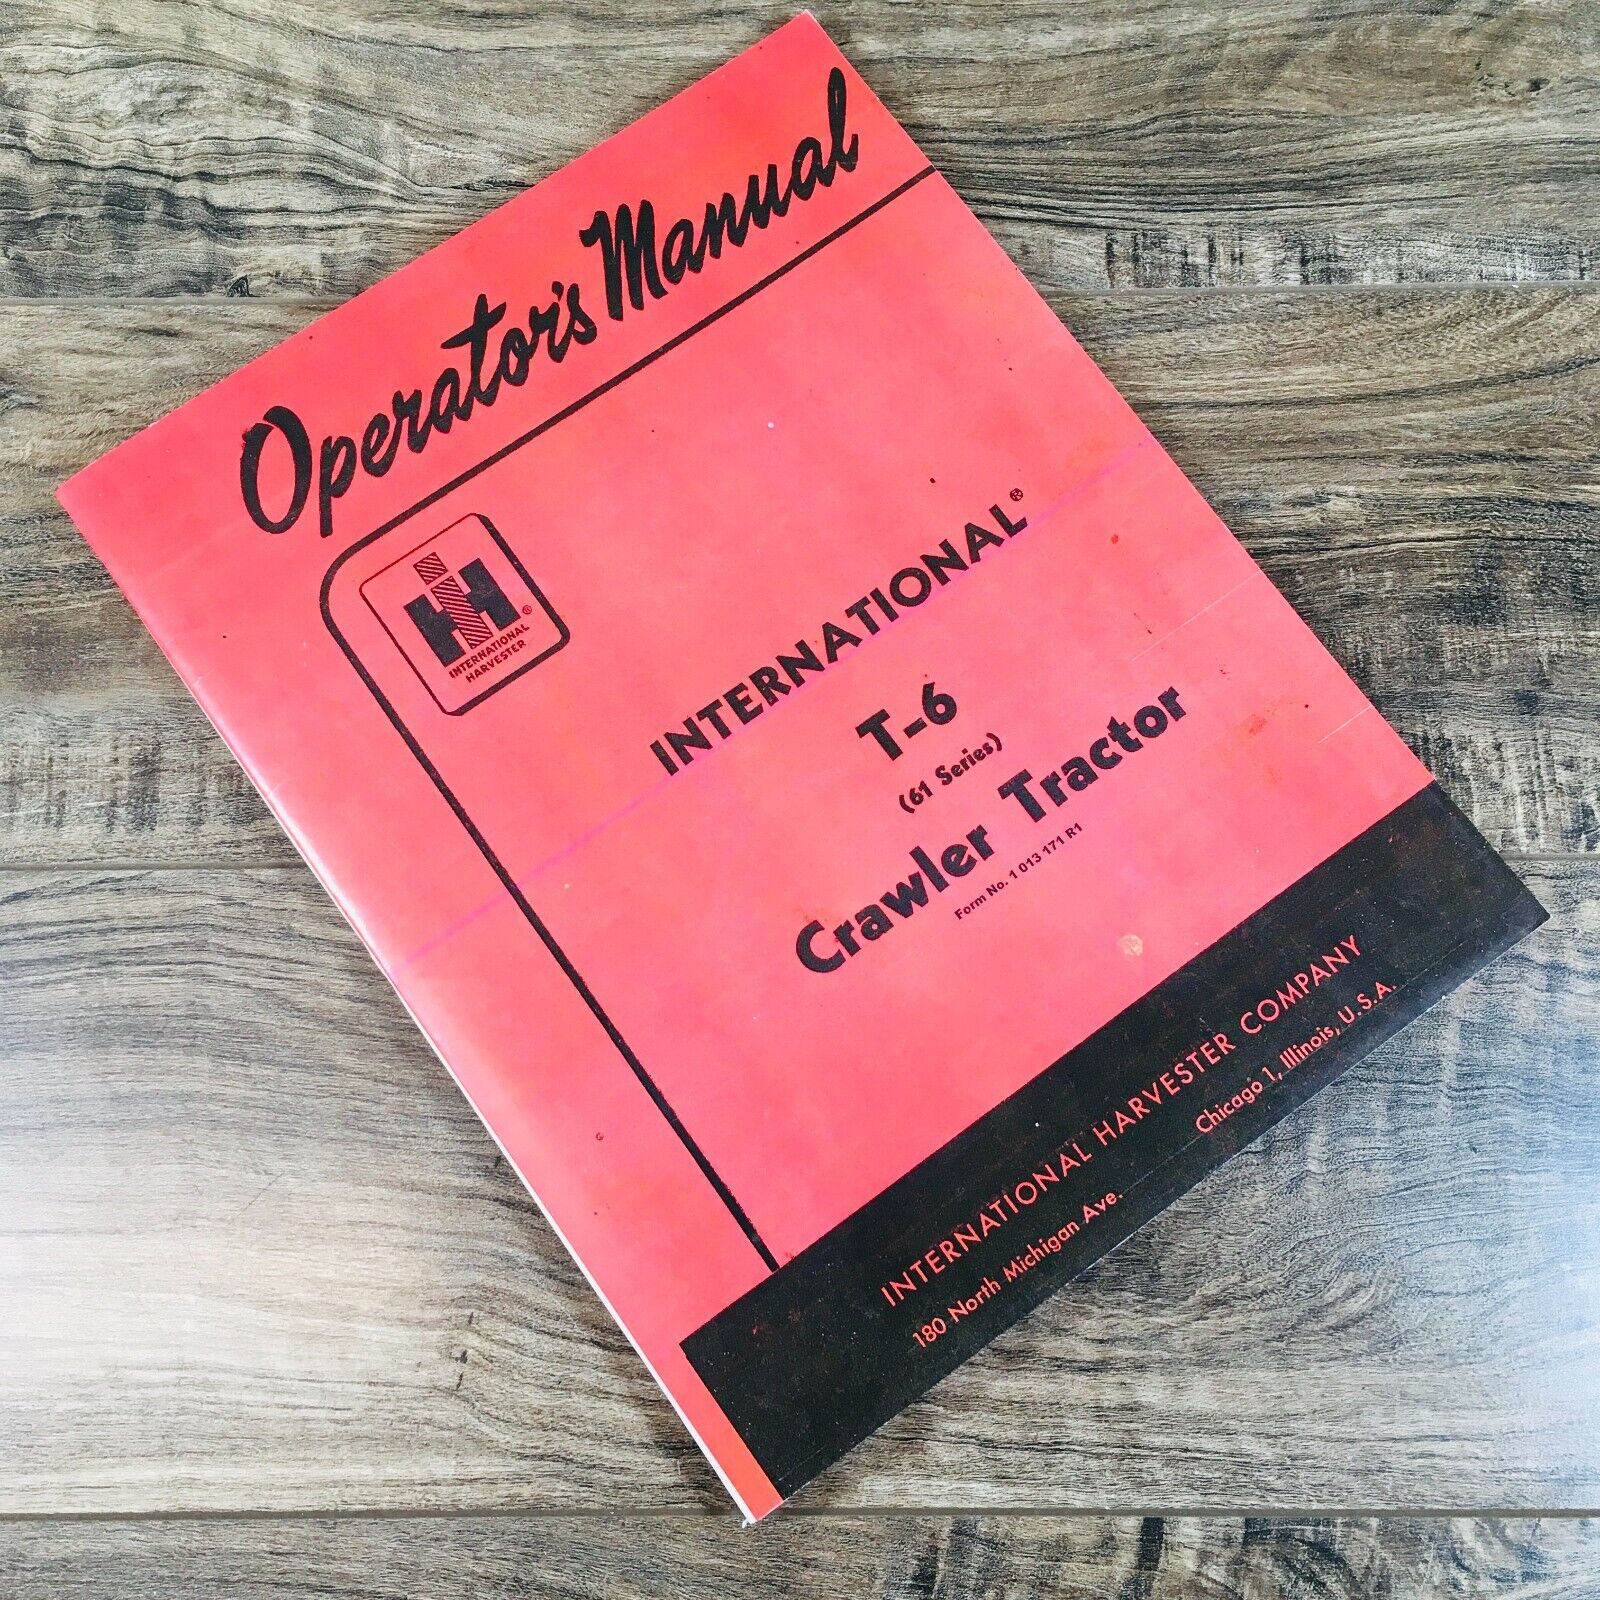 Operator's Manual
IH ®
INTERNATIONAL
HARVESTER
INTERNATIONAL®
T-6
(61 Series)
Crawler Tractor
Form No. 1 013 171 R1
INTERNATIONAL HARVESTER COMPANY
180 North Michigan Ave. Chicago 1, Illinois, U.S.A.